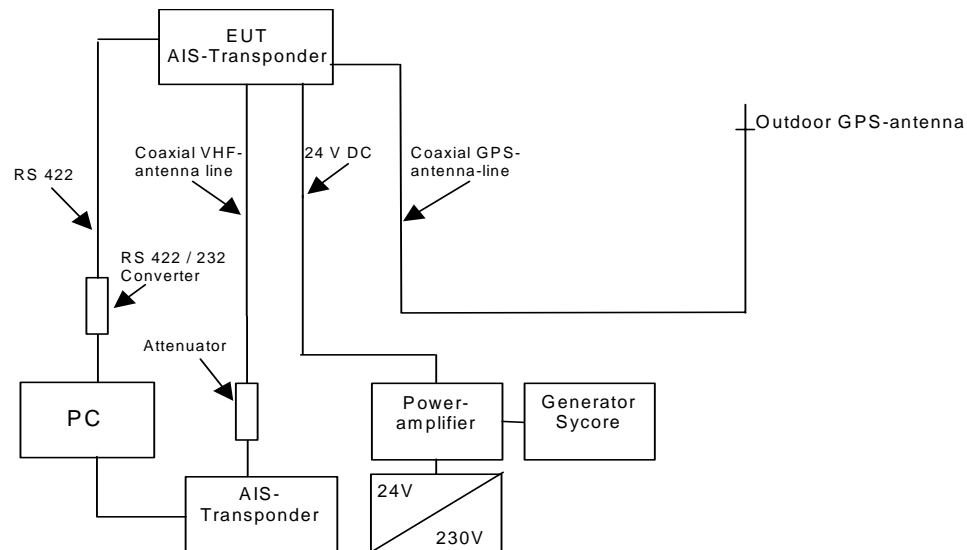 EUT
AIS-Transponder
Outdoor GPS-antenna
Coaxial VHF-
antenna line
24 V DC
Coaxial GPS-
antenna-line
RS 422
RS 422 / 232
Converter
Attenuator
PC
Power-
amplifier
Generator
Sycore
AIS-
Transponder
24V
230V